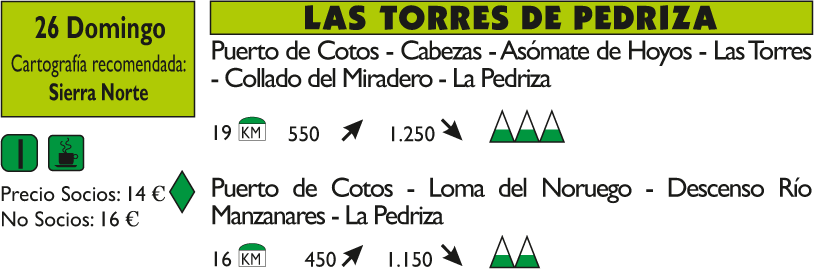 26 Domingo
Cartografía recomendada:
Sierra Norte
Precio Socios: 14 €
No Socios: 16 €
LAS TORRES DE PEDRIZA
Puerto de Cotos - Cabezas - Asómate de Hoyos - Las Torres
- Collado del Miradero - La Pedriza
19 KM 550 1.250
Puerto de Cotos - Loma del Noruego - Descenso Río
Manzanares - La Pedriza
16 KM 450 1.150